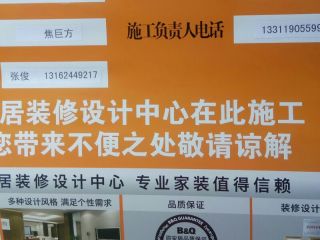 焦巨方
施工负责人电话
1331190559
张俊 13162449217
居装修设计中心在此施工
您带来不便之处敬请谅解
居装修设计中心 专业家装值得信赖
多种设计风格 满足个性需求
品质保证
装修设计
B&Q